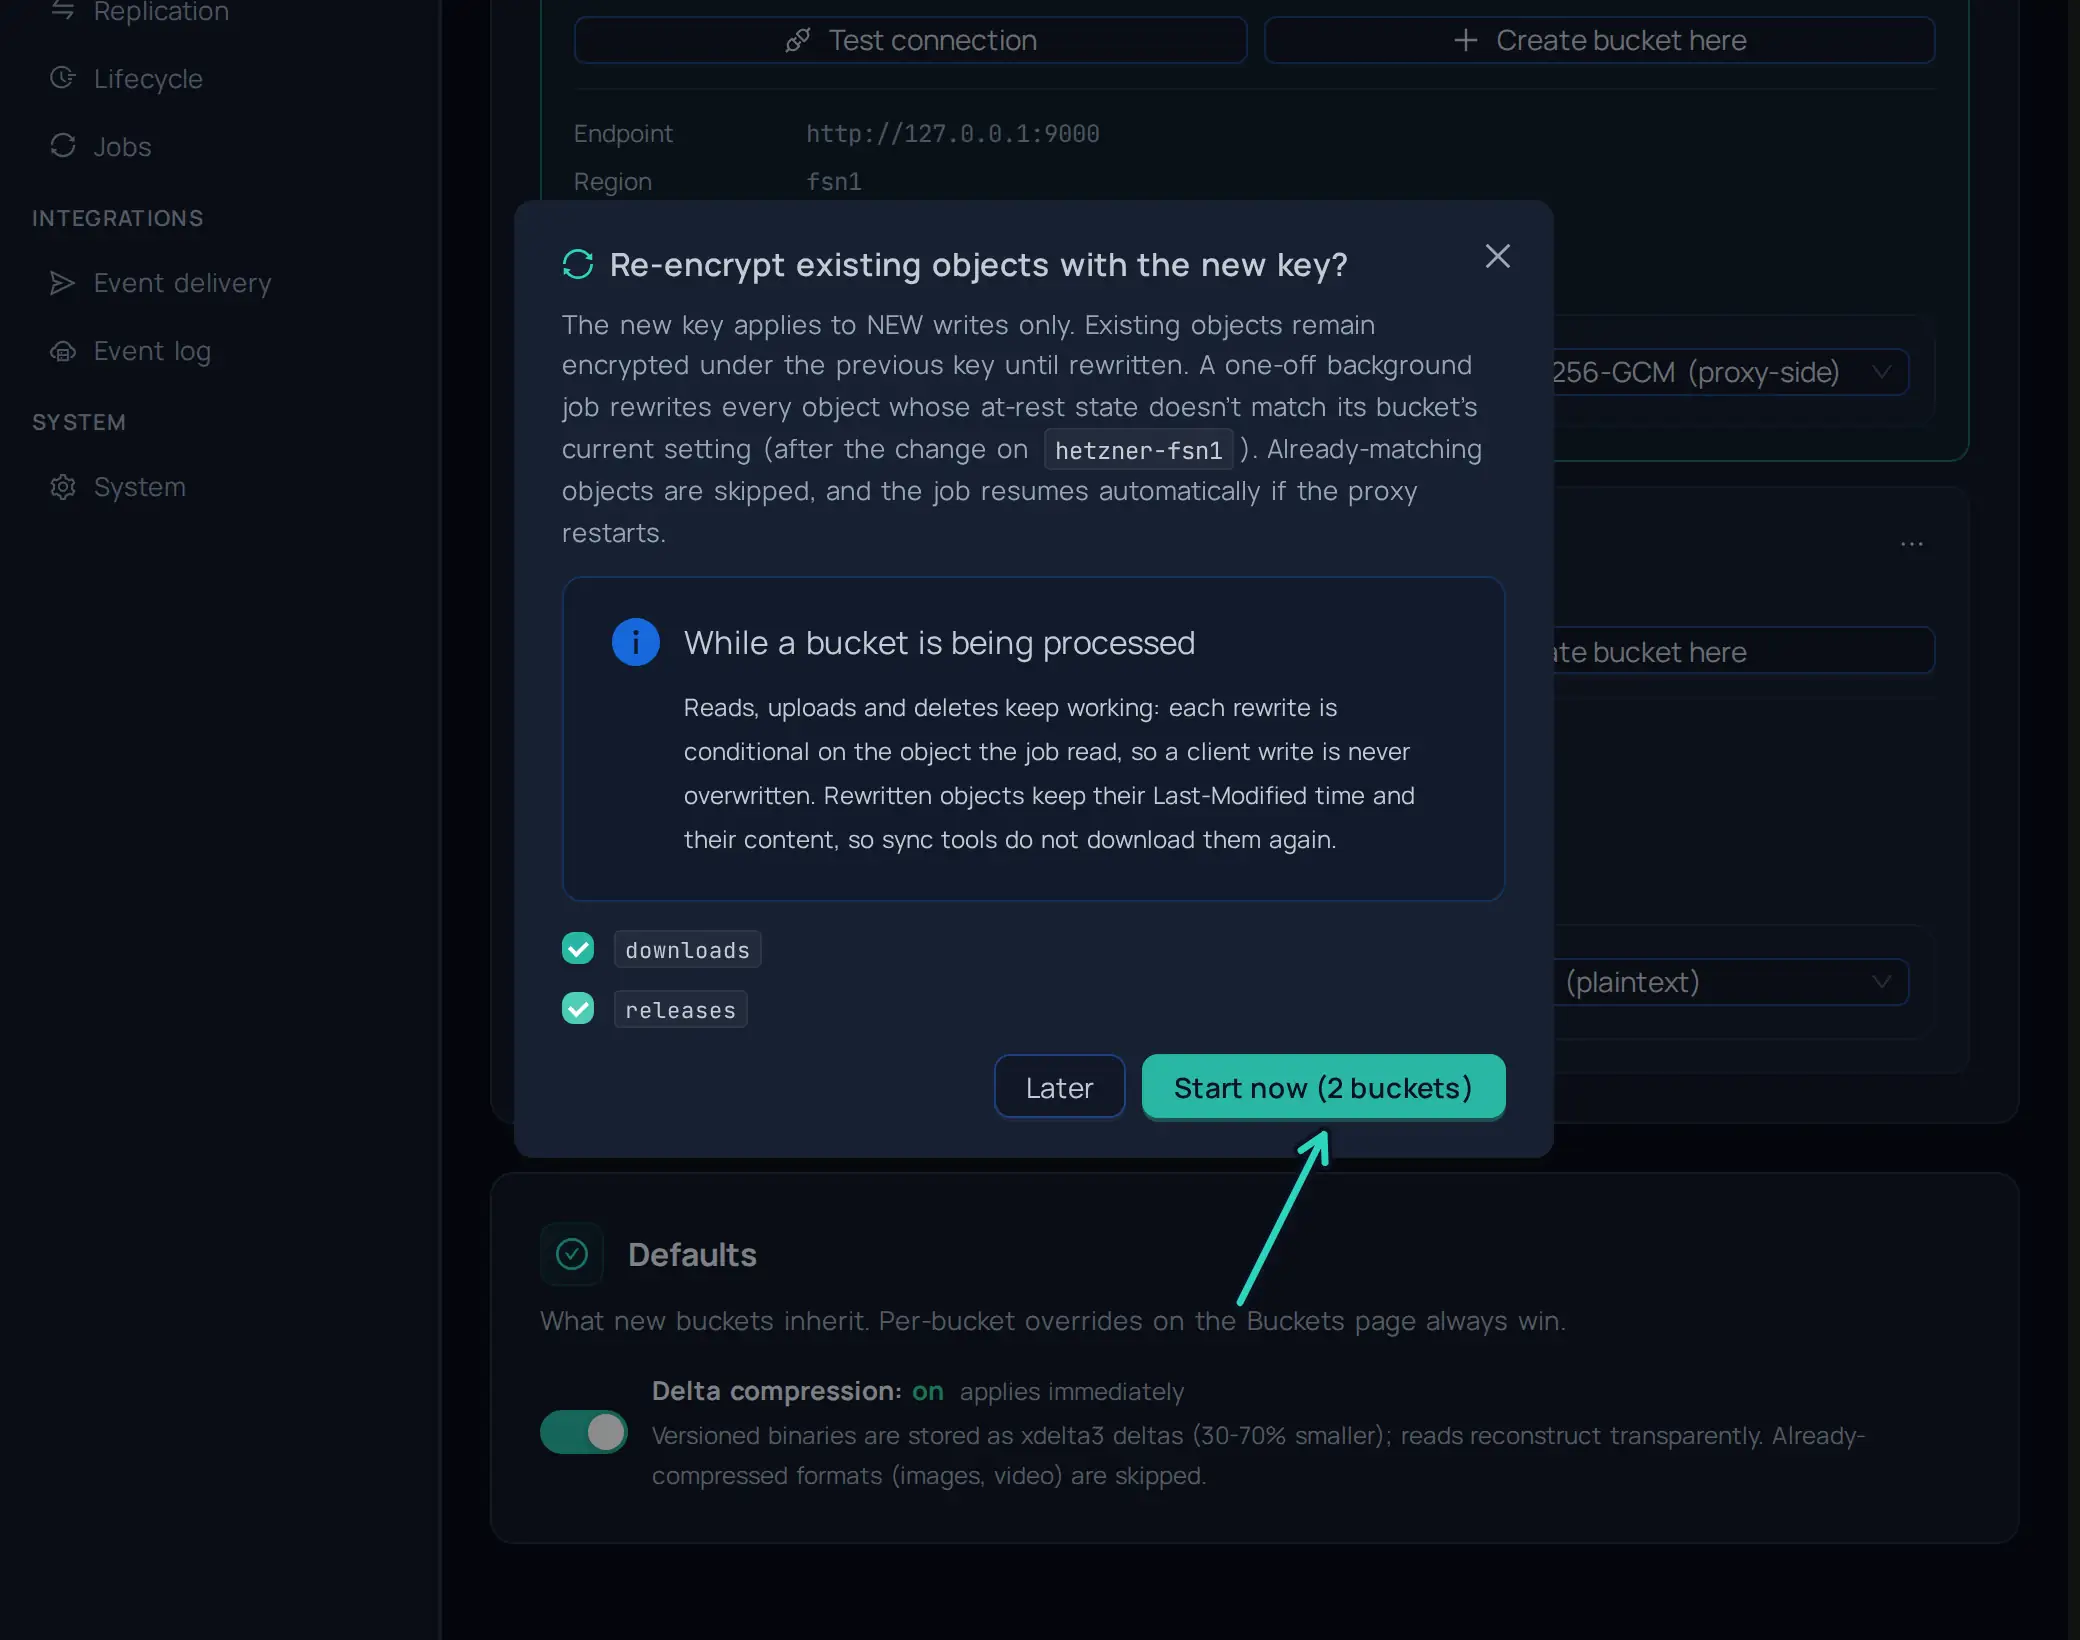 Replication
Lifecycle
Jobs
INTEGRATIONS
Event delivery
Event log
SYSTEM
System
Test connection
Create bucket here
Endpoint http://127.0.0.1:9000
Region fsn1
256-GCM (proxy-side)
...
bucket here
(plaintext)
Re-encrypt existing objects with the new key?
The new key applies to NEW writes only. Existing objects remain
encrypted under the previous key until rewritten. A one-off background
job rewrites every object whose at-rest state doesn't match its bucket's
current setting (after the change on hetzner-fsn1 ). Already-matching
objects are skipped, and the job resumes automatically if the proxy
restarts.
While a bucket is being processed
Reads, uploads and deletes keep working: each rewrite is
conditional on the object the job read, so a client write is never
overwritten. Rewritten objects keep their Last-Modified time and
their content, so sync tools do not download them again.
downloads
releases
Later
Start now (2 buckets)
Defaults
What new buckets inherit. Per-bucket overrides on the Buckets page always win.
Delta compression: on applies immediately
Versioned binaries are stored as xdelta3 deltas (30-70% smaller); reads reconstruct transparently. Already-
compressed formats (images, video) are skipped.